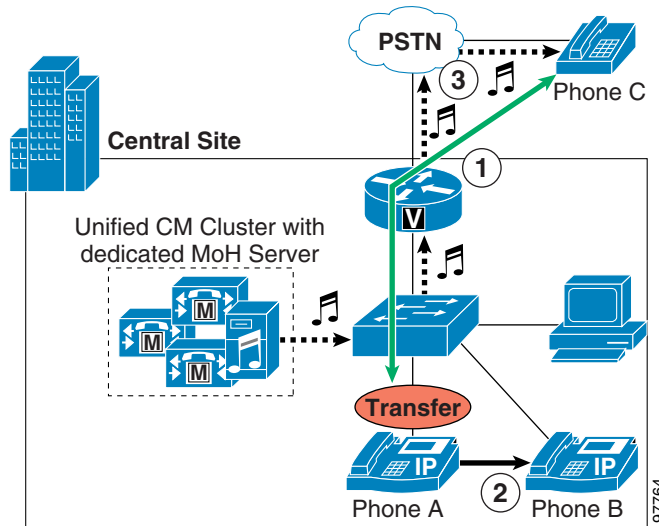 PSTN
3
Phone C
Central Site
1
V
Unified CM Cluster with
dedicated MoH Server
M
M
M
Transfer
IP
IP
2
Phone A
Phone B
97764